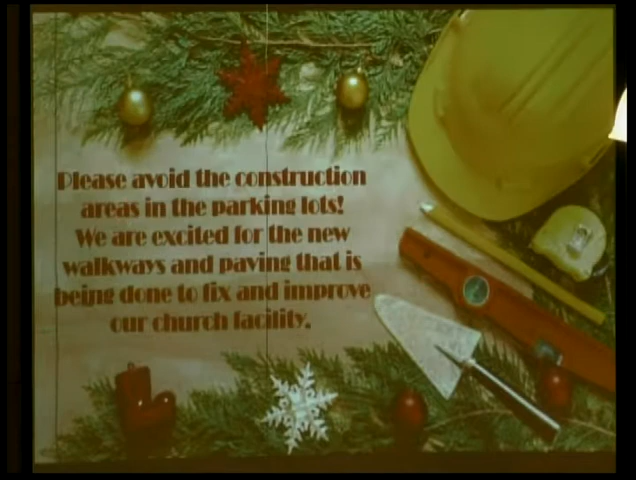 Please avoid the construction
areas in the parking lots!
We are excited for the new
walkways and paving that is
being done to fix and improve
our church facility.